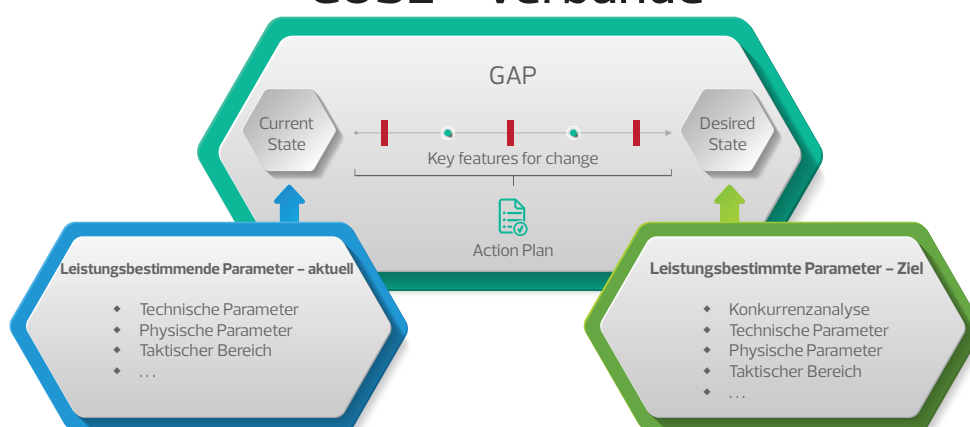 GAP
Current
State
Desired
State
Key features for change
Action Plan
Leistungsbestimmende Parameter – aktuell
◆ Technische Parameter
◆ Physische Parameter
◆ Taktischer Bereich
◆ ...
Leistungsbestimmte Parameter – Ziel
◆ Konkurrenzanalyse
◆ Technische Parameter
◆ Physische Parameter
◆ Taktischer Bereich
◆ ...